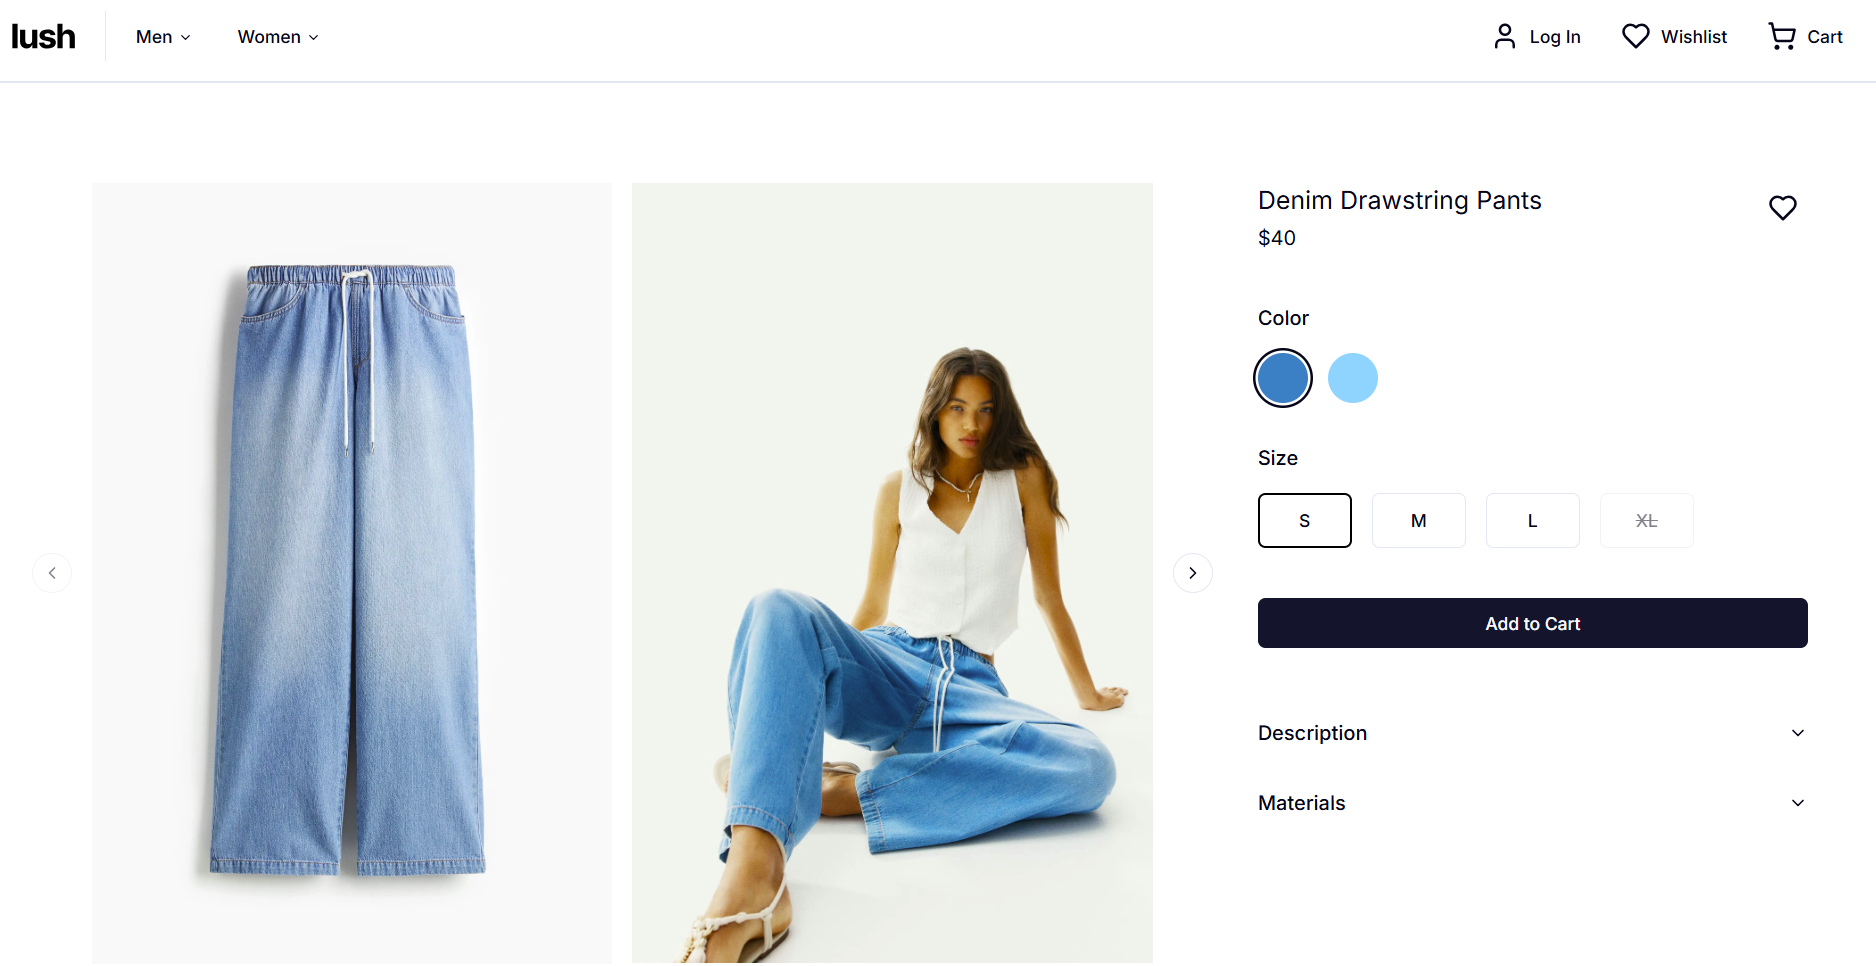 lush
Men
Women
Log In
Wishlist
Cart
Denim Drawstring Pants
$40
Color
Size
S
M
L
XL
Add to Cart
Description
Materials